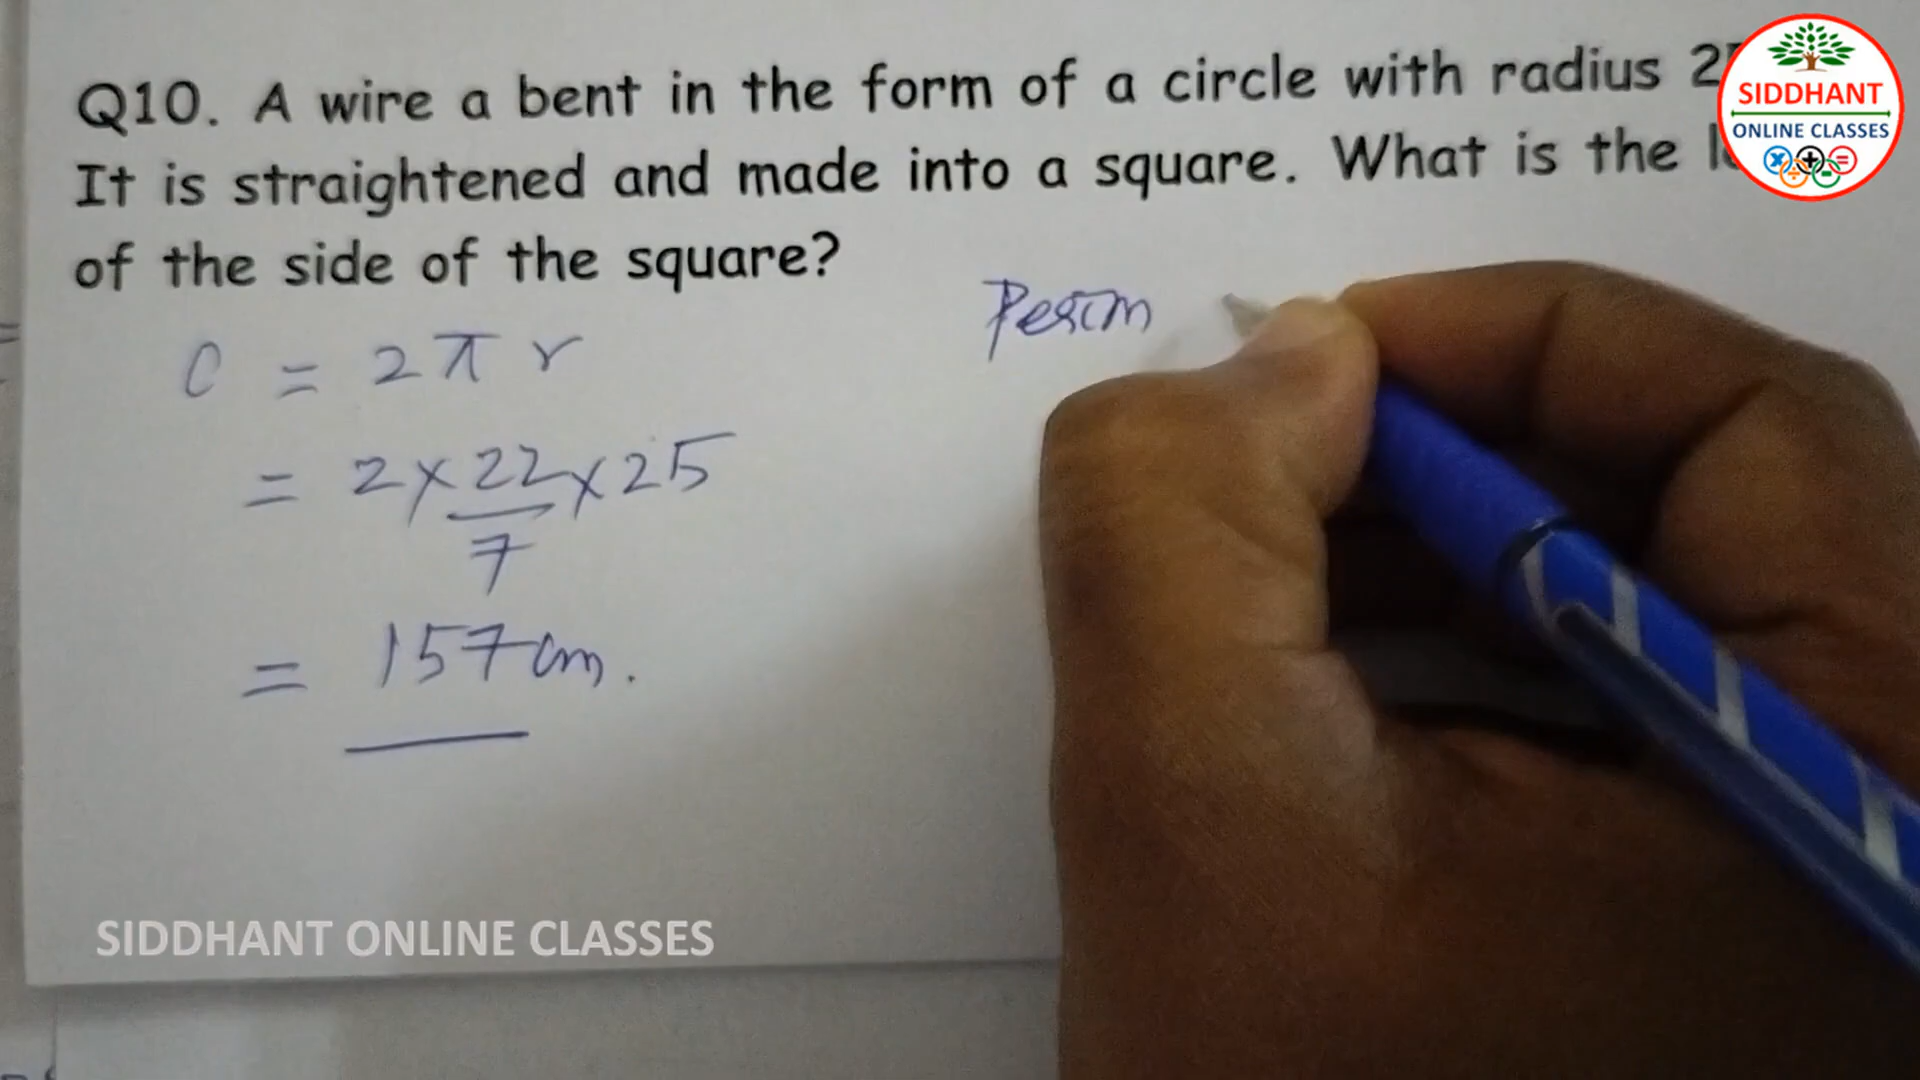 Q10. A wire a bent in the form of a circle with radius
It is straightened and made into a square. What is the
of the side of the square?
C = 2πr
= 2 × 22/7 × 25
= 157 cm.
Perim
SIDDHANT
ONLINE CLASSES
SIDDHANT ONLINE CLASSES